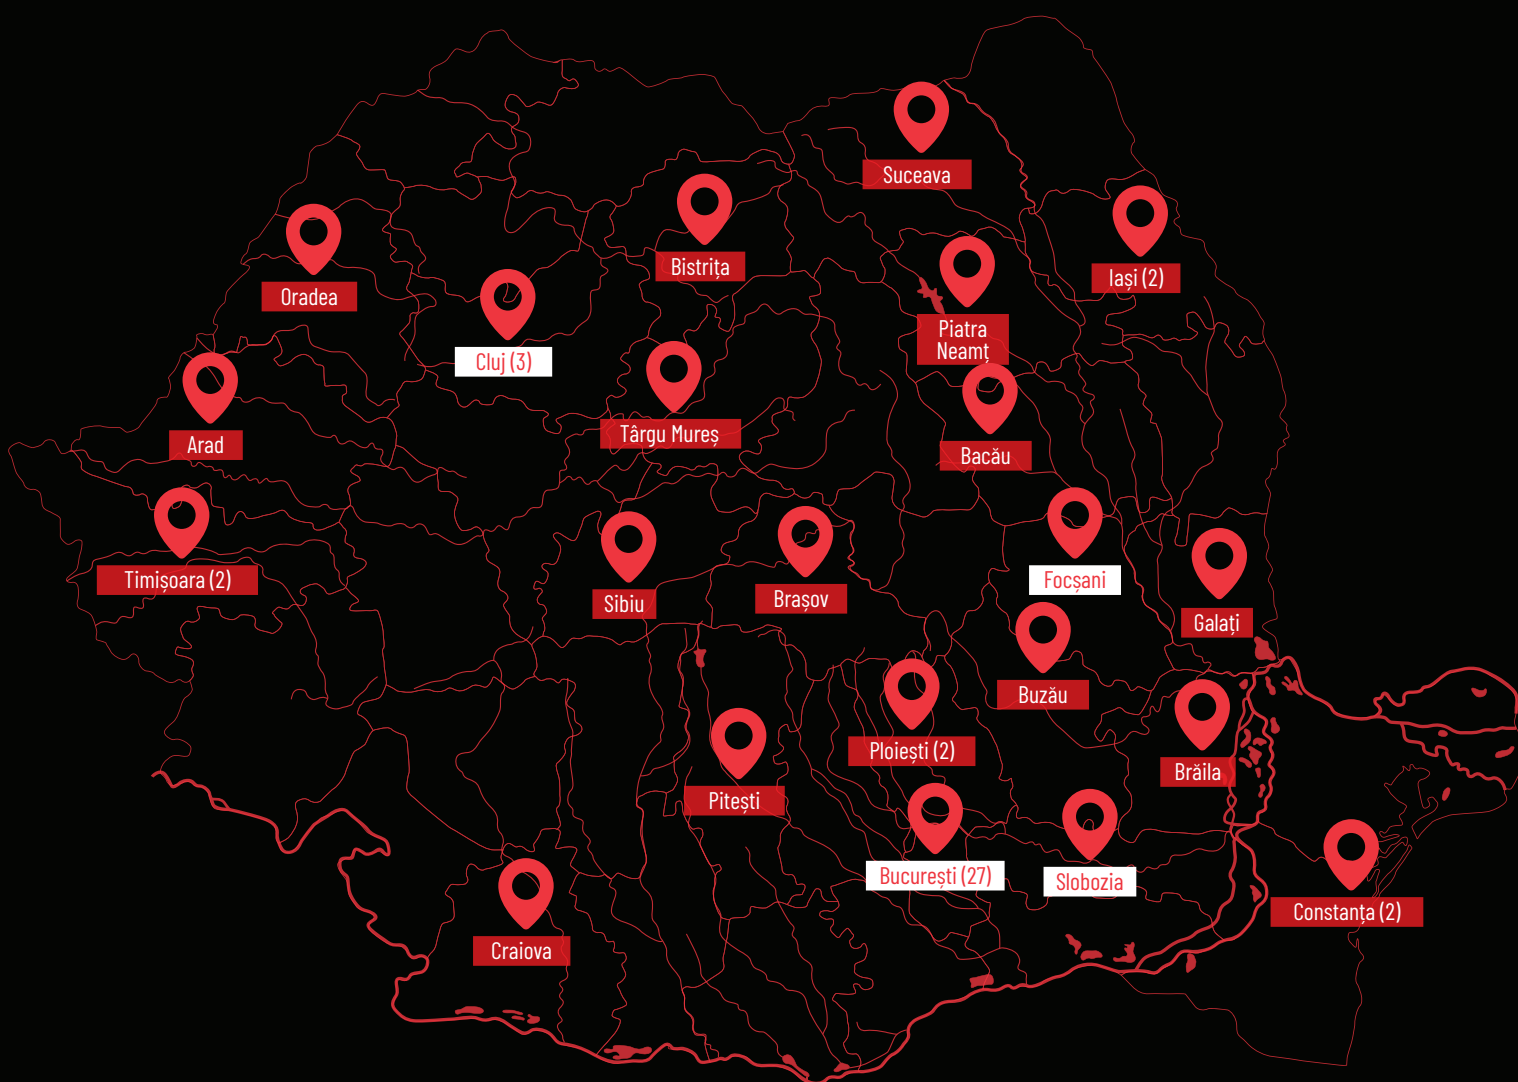 Suceava
Bistrița
Iași (2)
Oradea
Piatra
Neamț
Cluj (3)
Târgu Mureș
Arad
Bacău
Timișoara (2)
Focșani
Sibiu
Brașov
Galați
Buzău
Ploiești (2)
Brăila
Pitești
București (27)
Slobozia
Constanța (2)
Craiova